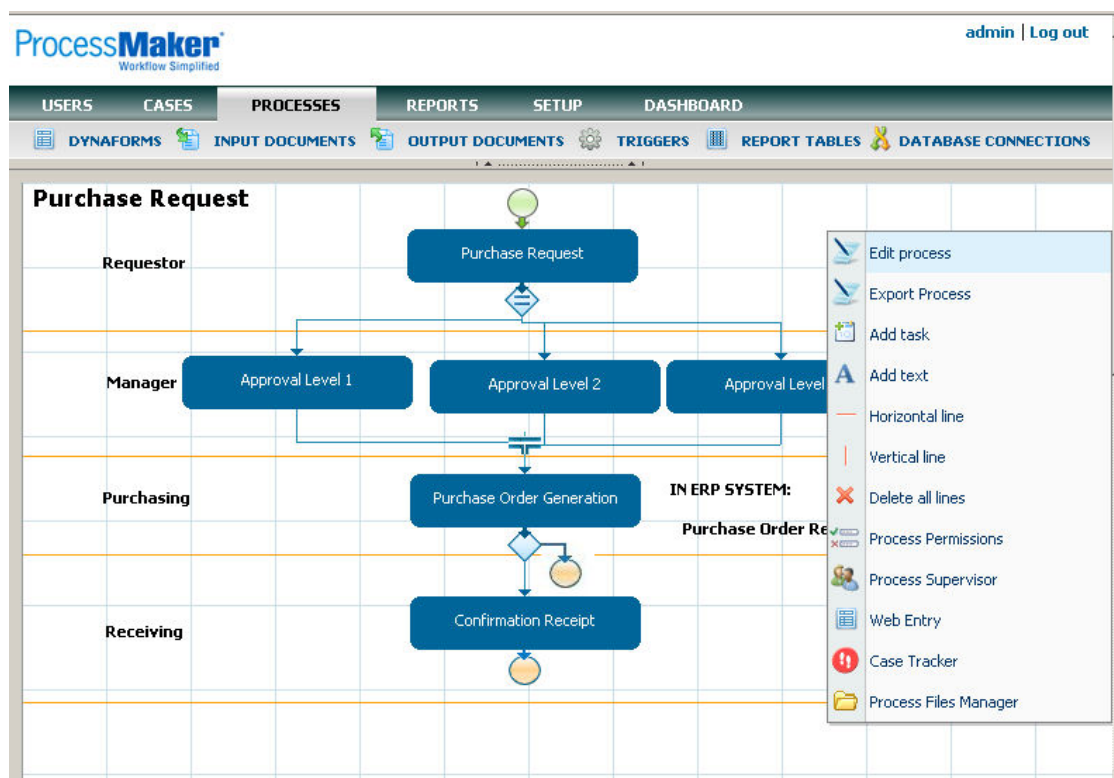 ProcessMaker
Workflow Simplified
admin | Log out
USERS CASES PROCESSES REPORTS SETUP DASHBOARD
DYNAFORMS INPUT DOCUMENTS OUTPUT DOCUMENTS TRIGGERS REPORT TABLES DATABASE CONNECTIONS
Purchase Request
Requestor
Purchase Request
Manager
Approval Level 1
Approval Level 2
Approval Level
Purchasing
Purchase Order Generation
IN ERP SYSTEM:
Purchase Order Re
Receiving
Confirmation Receipt
Edit process
Export Process
Add task
Add text
Horizontal line
Vertical line
Delete all lines
Process Permissions
Process Supervisor
Web Entry
Case Tracker
Process Files Manager